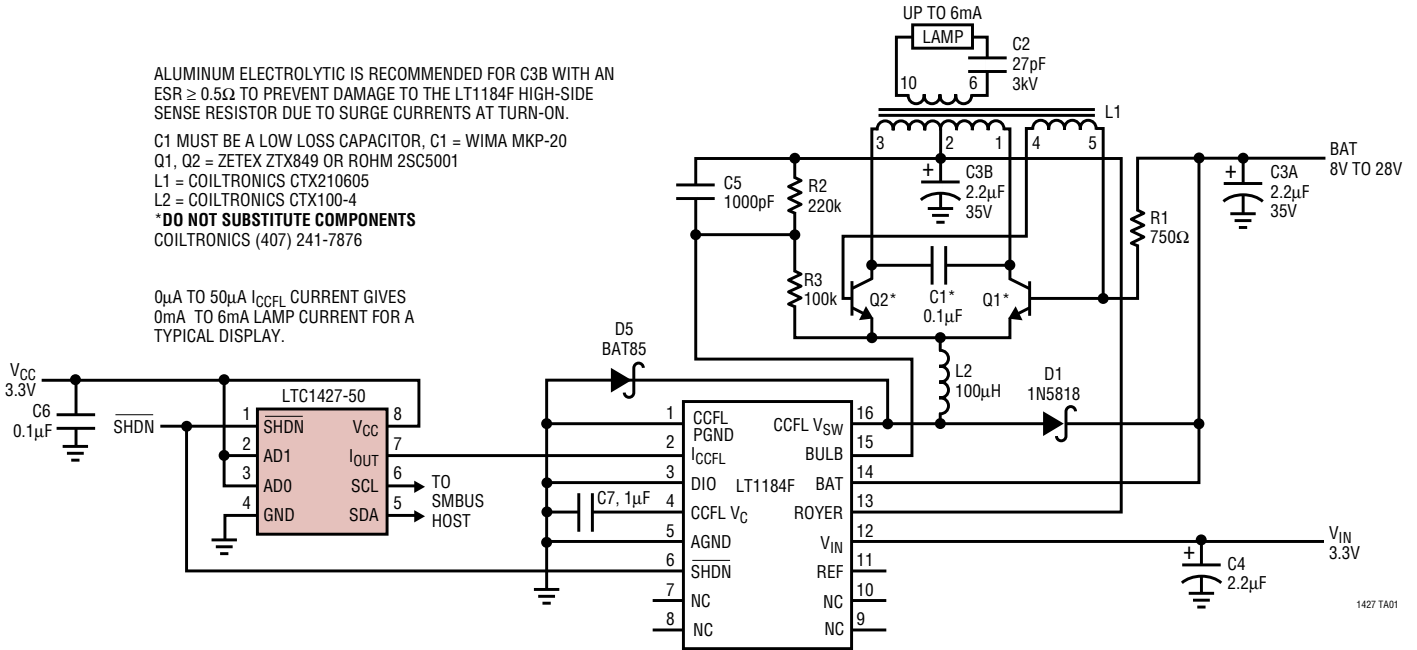 UP TO 6mA
LAMP
C2
27pF
3kV
10
6
L1
3
2
1
4
5
ALUMINUM ELECTROLYTIC IS RECOMMENDED FOR C3B WITH AN
ESR ≥ 0.5Ω TO PREVENT DAMAGE TO THE LT1184F HIGH-SIDE
SENSE RESISTOR DUE TO SURGE CURRENTS AT TURN-ON.
C1 MUST BE A LOW LOSS CAPACITOR, C1 = WIMA MKP-20
Q1, Q2 = ZETEX ZTX849 OR ROHM 2SC5001
L1 = COILTRONICS CTX210605
L2 = COILTRONICS CTX100-4
*DO NOT SUBSTITUTE COMPONENTS
COILTRONICS (407) 241-7876
0µA TO 50µA ICCFL CURRENT GIVES
0mA TO 6mA LAMP CURRENT FOR A
TYPICAL DISPLAY.
C5
1000pF
R2
220k
+
C3B
2.2µF
35V
R1
750Ω
+
C3A
2.2µF
35V
BAT
8V TO 28V
R3
100k
Q2*
C1*
0.1µF
Q1*
D5
BAT85
L2
100µH
D1
1N5818
VCC
3.3V
C6
0.1µF
SHDN
LTC1427-50
1
SHDN
2
AD1
3
AD0
4
GND
VCC
8
IOUT
7
SCL
6
SDA
5
TO
SMBUS
HOST
C7, 1µF
LT1184F
1
CCFL
PGND
2
ICCFL
3
DIO
4
CCFL VC
5
AGND
6
SHDN
7
NC
8
NC
CCFL VSW
16
BULB
15
BAT
14
ROYER
13
VIN
12
REF
11
NC
10
NC
9
VIN
3.3V
+
C4
2.2µF
1427 TA01